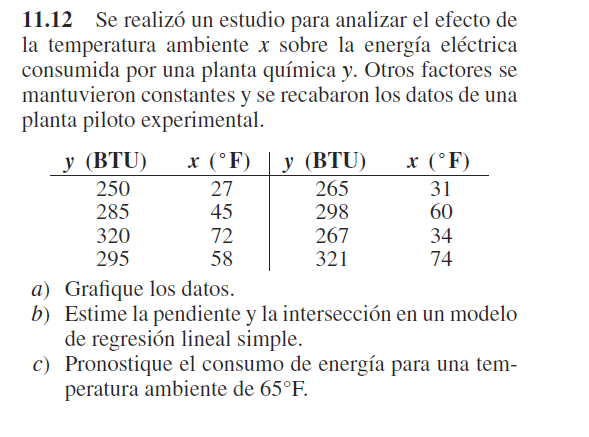 11.12 Se realizó un estudio para analizar el efecto de
la temperatura ambiente x sobre la energía eléctrica
consumida por una planta química y. Otros factores se
mantuvieron constantes y se recabaron los datos de una
planta piloto experimental.
y (BTU) x (°F) y (BTU) x (°F)
250 27 265 31
285 45 298 60
320 72 267 34
295 58 321 74
a) Grafique los datos.
b) Estime la pendiente y la intersección en un modelo
de regresión lineal simple.
c) Pronostique el consumo de energía para una tem-
peratura ambiente de 65°F.